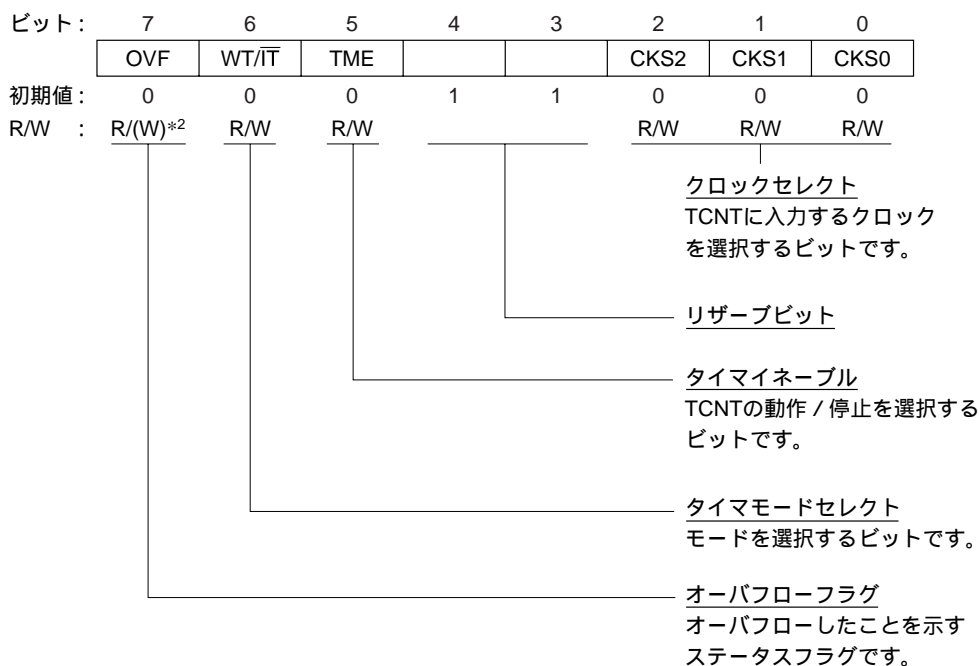 ビット : 7 6 5 4 3 2 1 0
OVF WT/I̅T̅ TME CKS2 CKS1 CKS0
初期値 : 0 0 0 1 1 0 0 0
R/W : R/(W)*2 R/W R/W R/W R/W R/W
クロックセレクト
TCNTに入力するクロック
を選択するビットです。
リザーブビット
タイマイネーブル
TCNTの動作 / 停止を選択する
ビットです。
タイマモードセレクト
モードを選択するビットです。
オーバフローフラグ
オーバフローしたことを示す
ステータスフラグです。